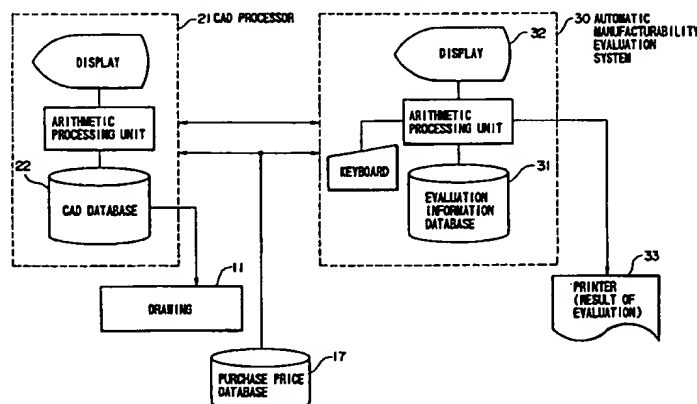 21 CAD PROCESSOR
DISPLAY
ARITHMETIC
PROCESSING UNIT
22
CAD DATABASE
11
DRAWING
PURCHASE PRICE
DATABASE
17
30 AUTOMATIC
MANUFACTURABILITY
EVALUATION
SYSTEM
32
DISPLAY
ARITHMETIC
PROCESSING UNIT
KEYBOARD
31
EVALUATION
INFORMATION
DATABASE
33
PRINTER
(RESULT OF
EVALUATION)